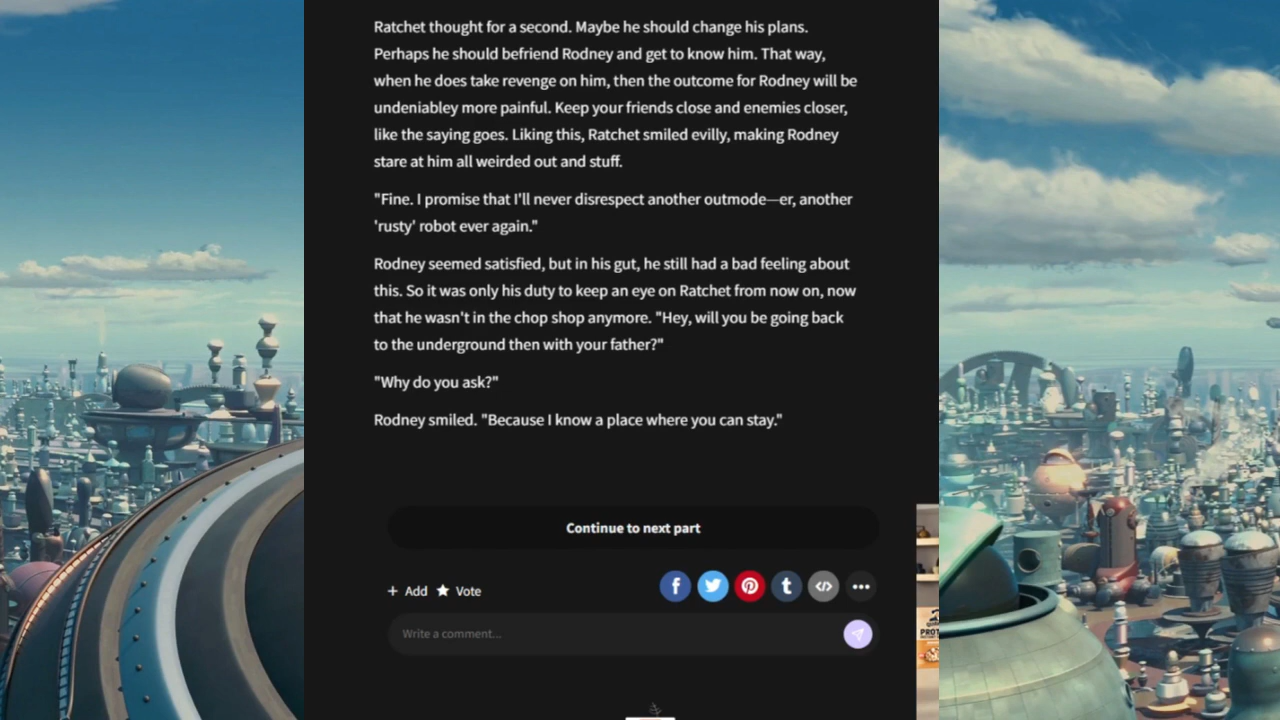 Ratchet thought for a second. Maybe he should change his plans.
Perhaps he should befriend Rodney and get to know him. That way,
when he does take revenge on him, then the outcome for Rodney will be
undeniabley more painful. Keep your friends close and enemies closer,
like the saying goes. Liking this, Ratchet smiled evilly, making Rodney
stare at him all weirded out and stuff.
"Fine. I promise that I'll never disrespect another outmode—er, another
'rusty' robot ever again."
Rodney seemed satisfied, but in his gut, he still had a bad feeling about
this. So it was only his duty to keep an eye on Ratchet from now on, now
that he wasn't in the chop shop anymore. "Hey, will you be going back
to the underground then with your father?"
"Why do you ask?"
Rodney smiled. "Because I know a place where you can stay."
Continue to next part
+ Add ★ Vote
Write a comment...